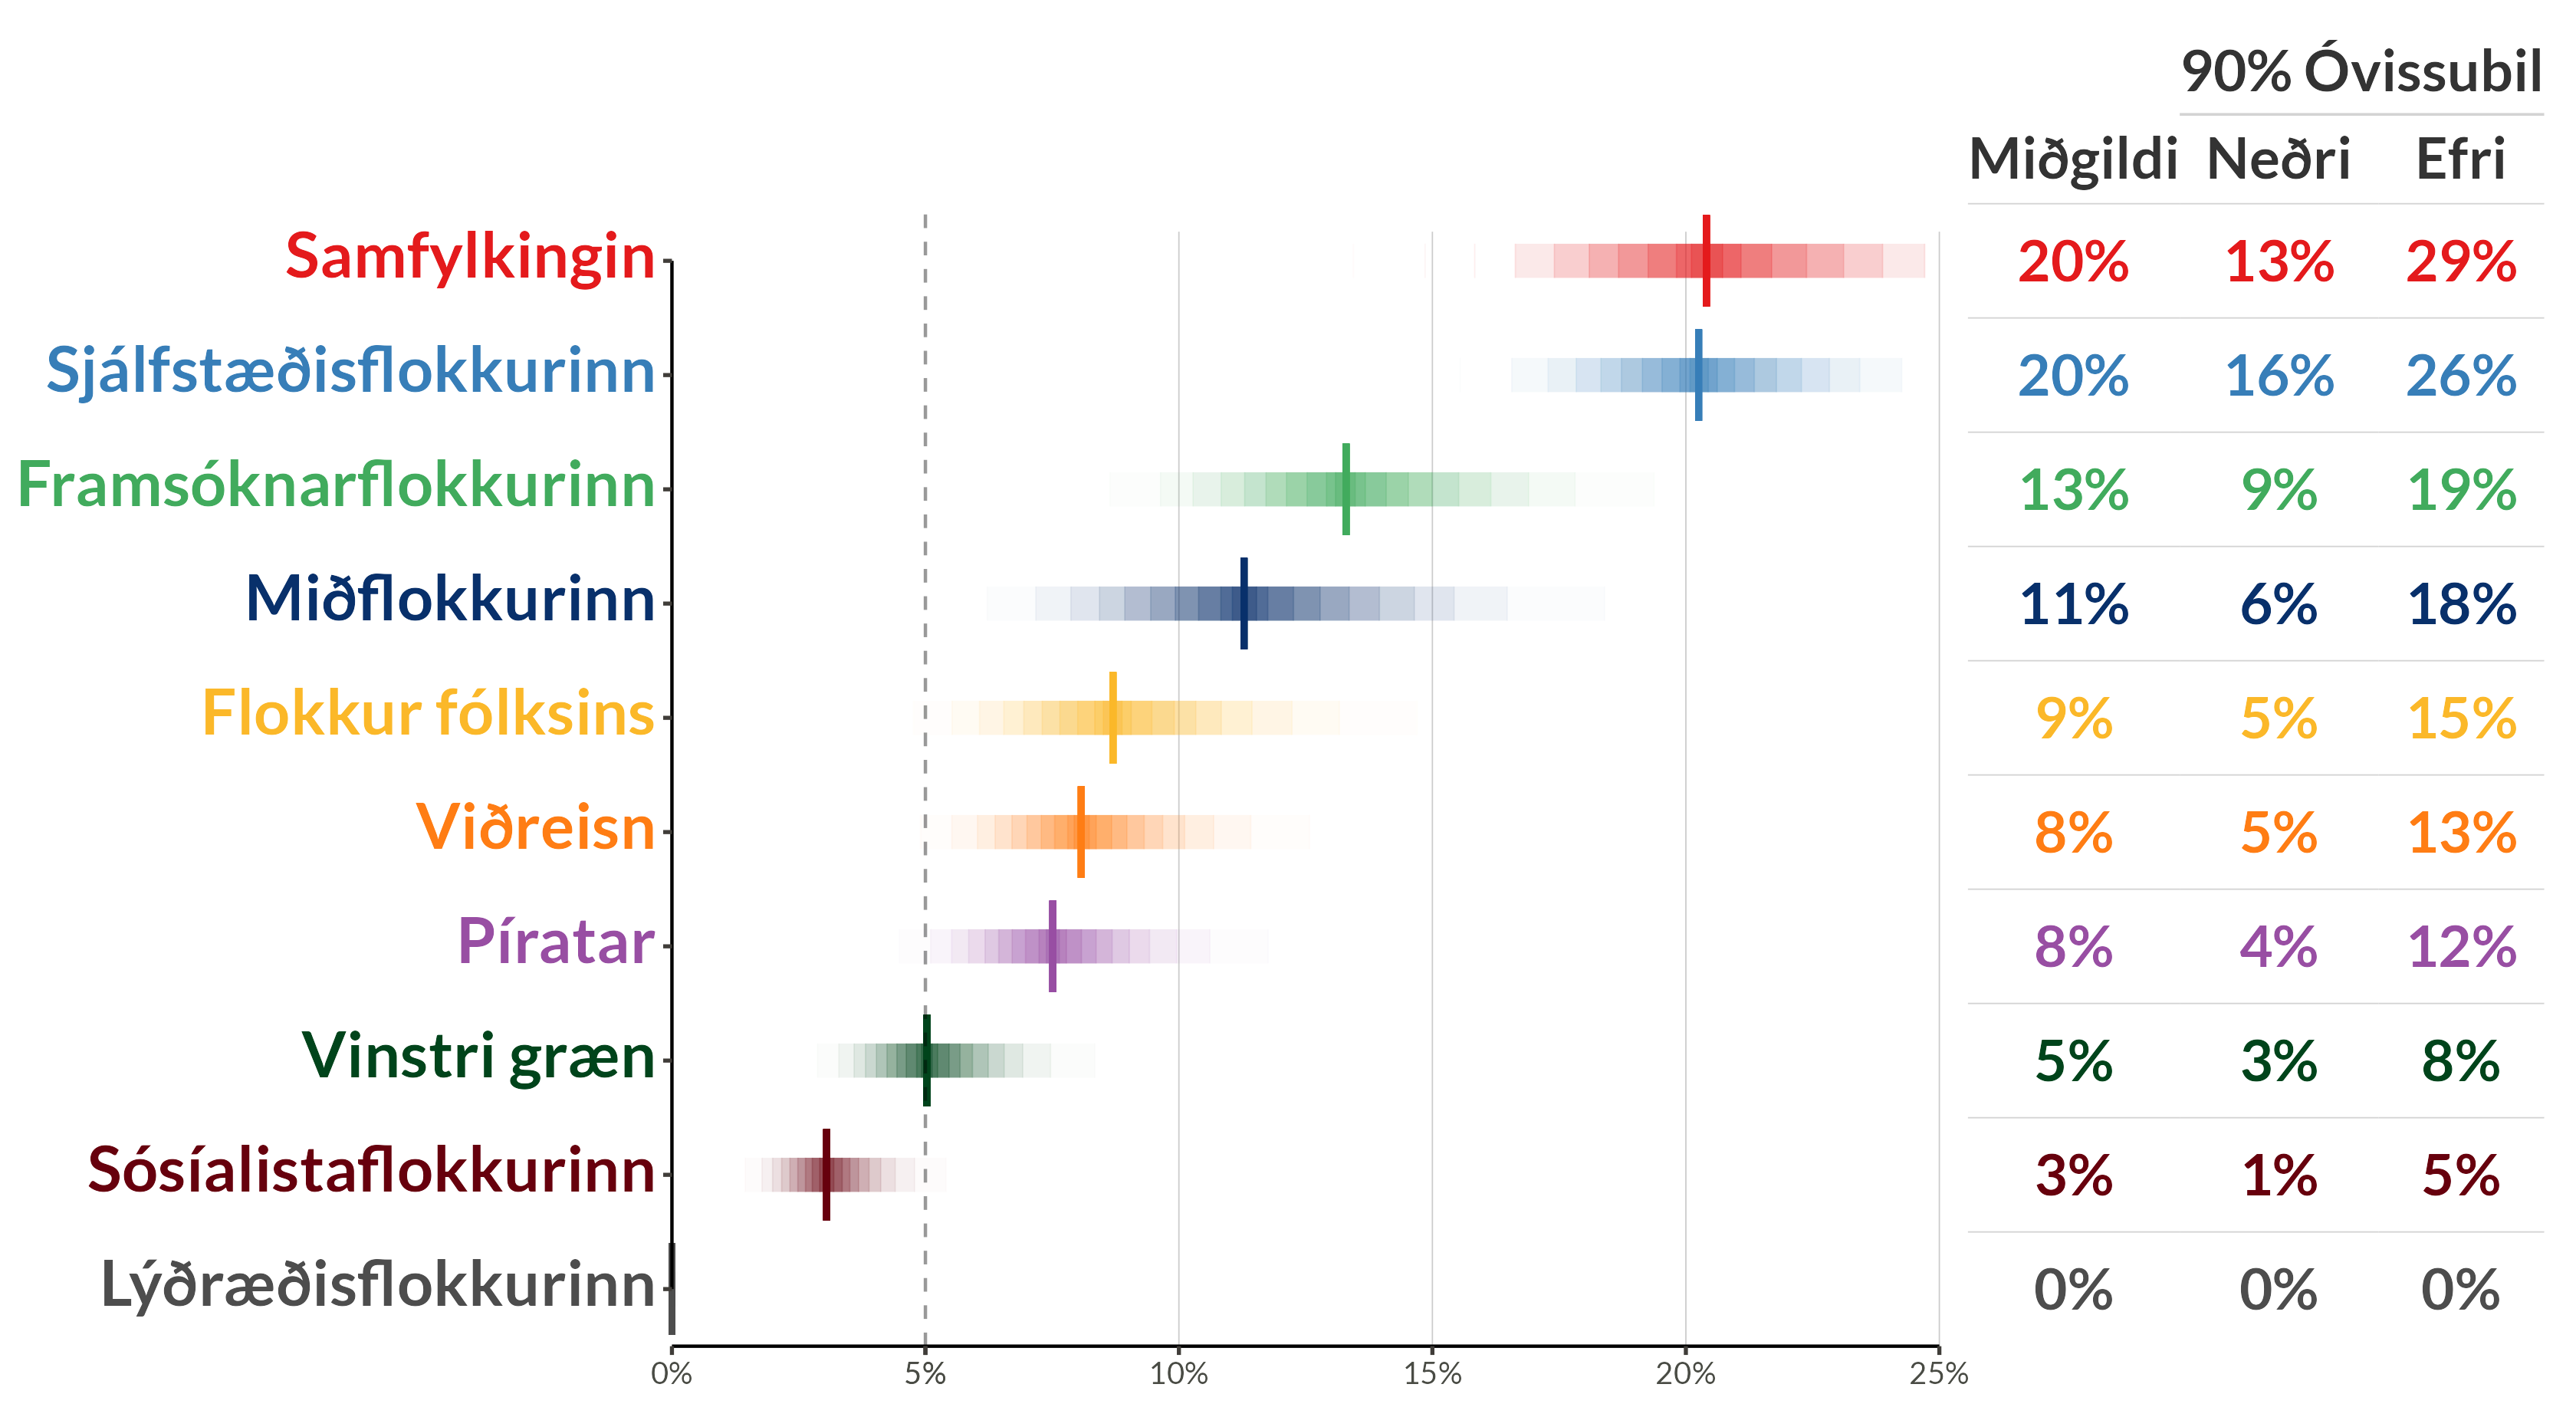 90% Óvissubil
Miðgildi Neðri Efri
Samfylkingin 20% 13% 29%
Sjálfstæðisflokkurinn 20% 16% 26%
Framsóknarflokkurinn 13% 9% 19%
Miðflokkurinn 11% 6% 18%
Flokkur fólksins 9% 5% 15%
Viðreisn 8% 5% 13%
Píratar 8% 4% 12%
Vinstri græn 5% 3% 8%
Sósíalistaflokkurinn 3% 1% 5%
Lýðræðisflokkurinn 0% 0% 0%
0% 5% 10% 15% 20% 25%